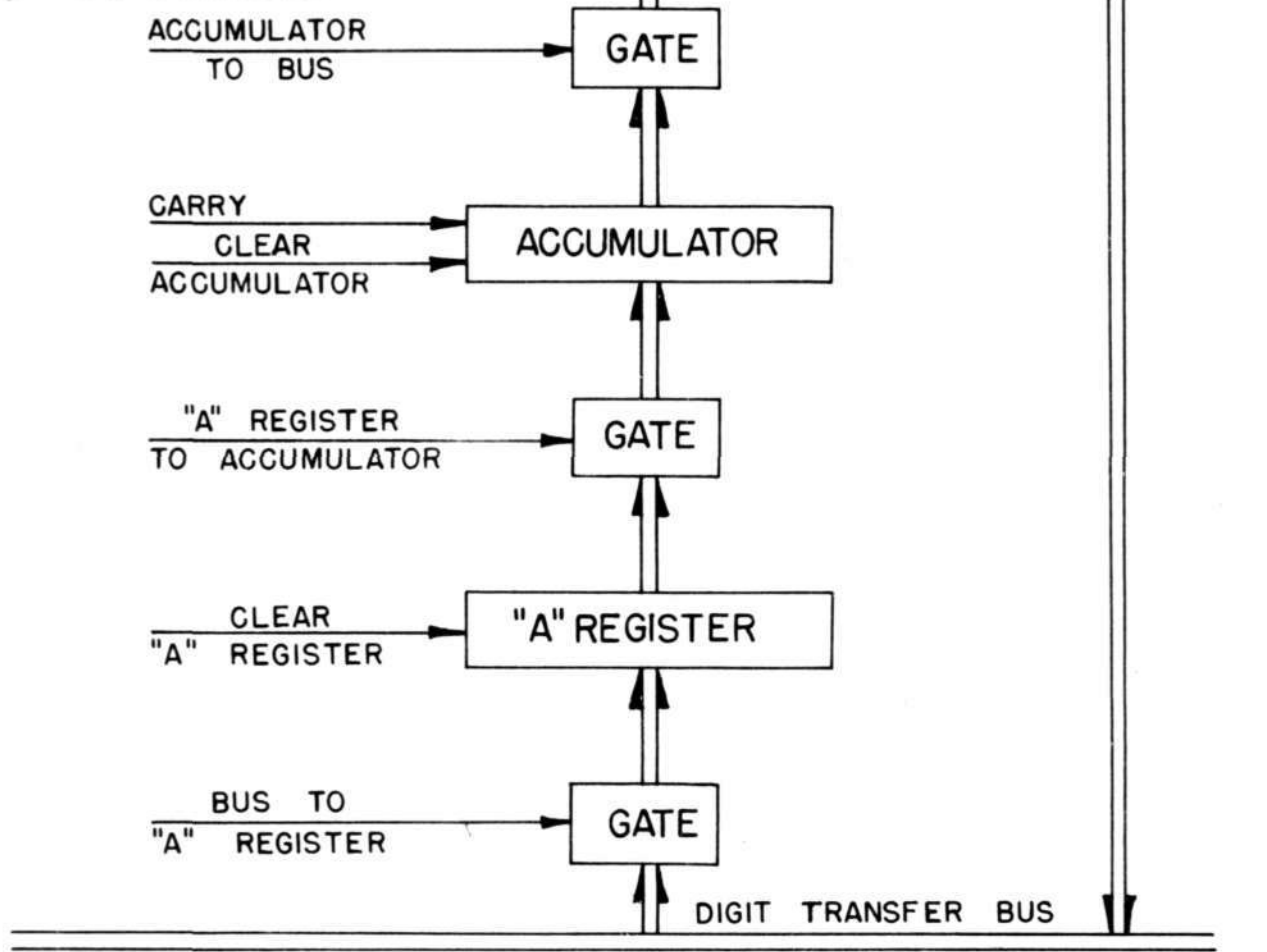 ACCUMULATOR
TO BUS
GATE
CARRY
CLEAR
ACCUMULATOR
ACCUMULATOR
"A" REGISTER
TO ACCUMULATOR
GATE
CLEAR
"A" REGISTER
"A" REGISTER
BUS TO
"A" REGISTER
GATE
DIGIT TRANSFER BUS